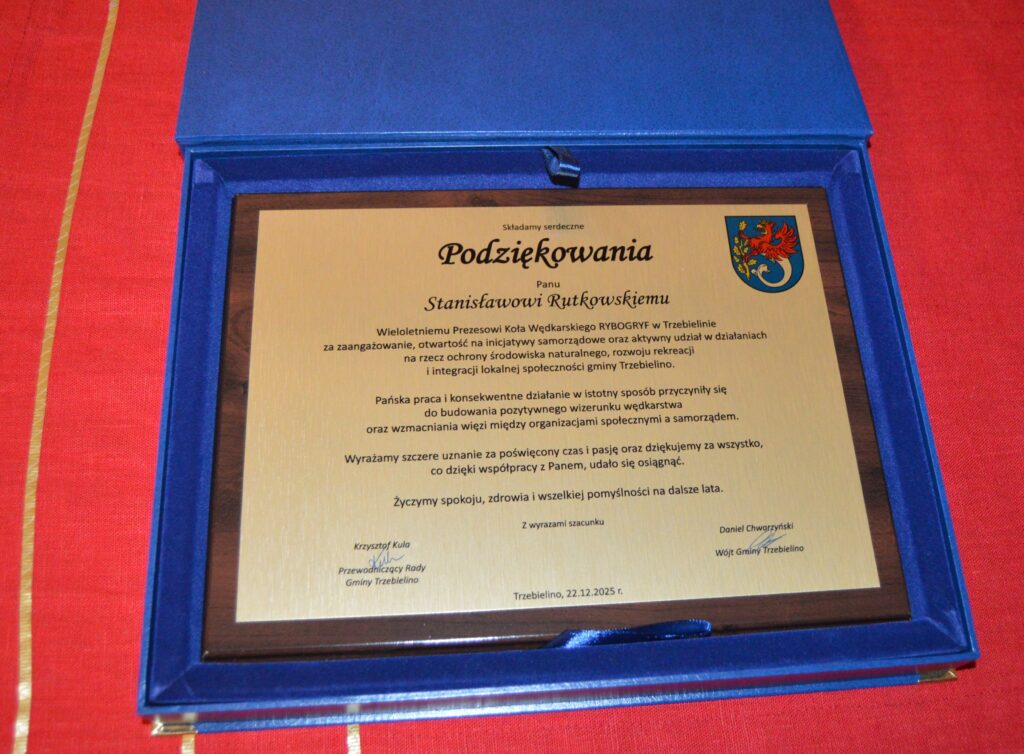 Składamy serdeczne
Podziękowania
Panu
Stanisławowi Rutkowskiemu
Wieloletniemu Prezesowi Koła Wędkarskiego RYBOGRYF w Trzebielinie
za zaangażowanie, otwartość na inicjatywy samorządowe oraz aktywny udział w działaniach
na rzecz ochrony środowiska naturalnego, rozwoju rekreacji
i integracji lokalnej społeczności gminy Trzebielino.
Pańska praca i konsekwentne działanie w istotny sposób przyczyniły się
do budowania pozytywnego wizerunku wędkarstwa
oraz wzmacniania więzi między organizacjami społecznymi a samorządem.
Wyrażamy szczere uznanie za poświęcony czas i pasję oraz dziękujemy za wszystko,
co dzięki współpracy z Panem, udało się osiągnąć.
Życzymy spokoju, zdrowia i wszelkiej pomyślności na dalsze lata.
Z wyrazami szacunku
Krzysztof Kula
Przewodniczący Rady
Gminy Trzebielino
Daniel Chwarzyński
Wójt Gminy Trzebielino
Trzebielino, 22.12.2025 r.